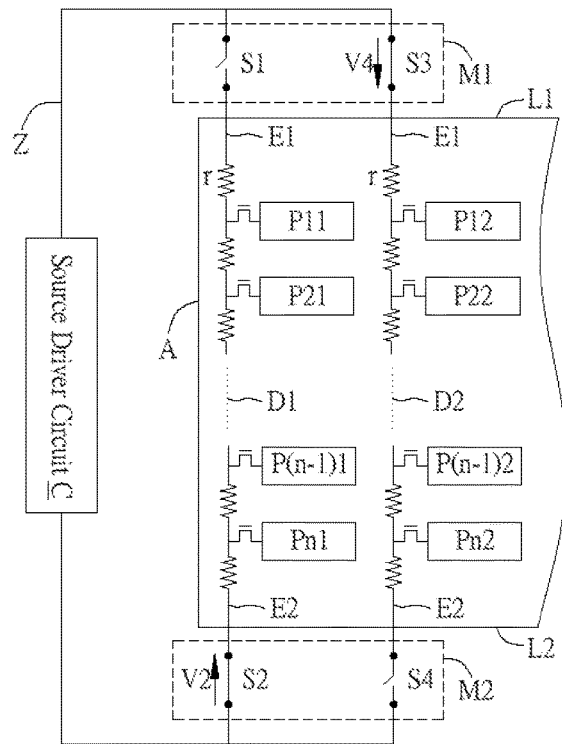 S1
V4
S3
M1
Z
L1
E1
E1
r
r
P11
P12
P21
P22
A
Source Driver Circuit C
D1
D2
P(n-1)1
P(n-1)2
Pn1
Pn2
E2
E2
L2
V2
S2
S4
M2